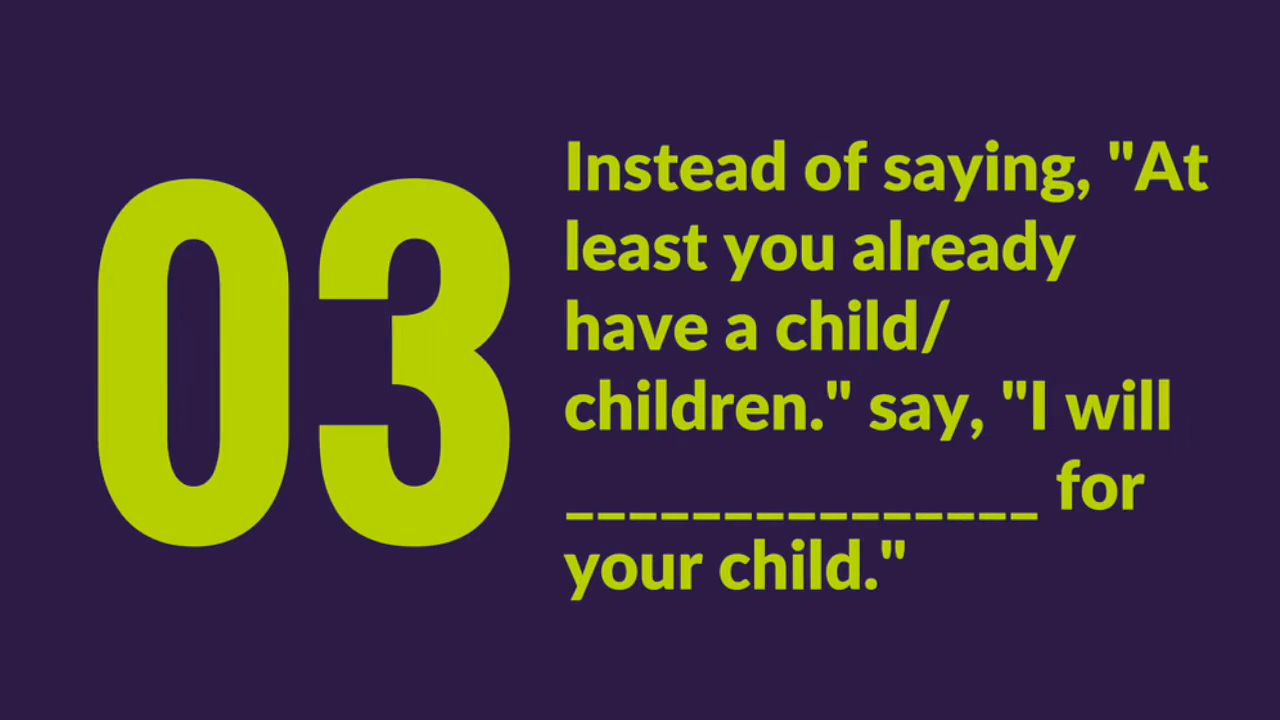 03
Instead of saying, "At
least you already
have a child/
children." say, "I will
_______________ for
your child."